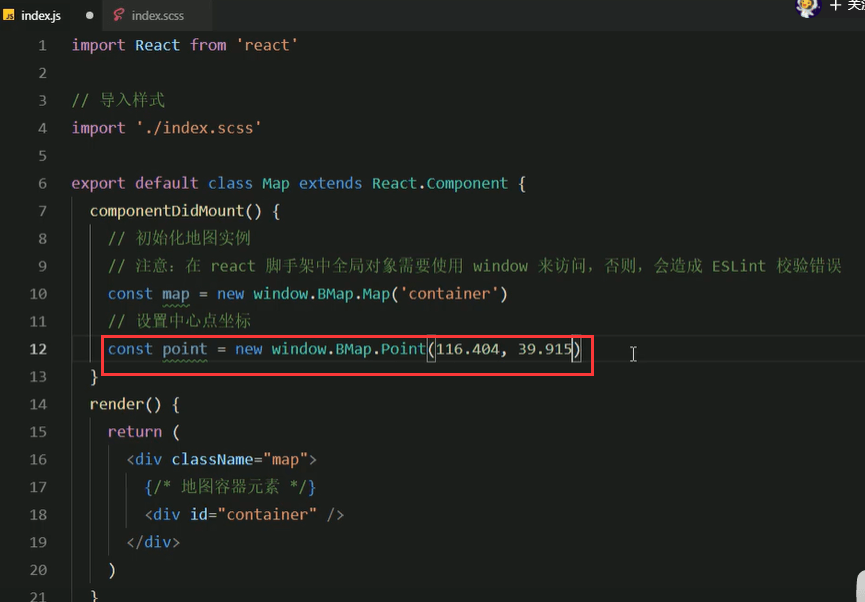 JS index.js
index.scss
+ 关
1 import React from 'react'
2
3 // 导入样式
4 import './index.scss'
5
6 export default class Map extends React.Component {
7 componentDidMount() {
8 // 初始化地图实例
9 // 注意：在 react 脚手架中全局对象需要使用 window 来访问，否则，会造成 ESLint 校验错误
10 const map = new window.BMap.Map('container')
11 // 设置中心点坐标
12 const point = new window.BMap.Point(116.404, 39.915)
13 }
14 render() {
15 return (
16 <div className="map">
17 {/* 地图容器元素 */}
18 <div id="container" />
19 </div>
20 )
21 }